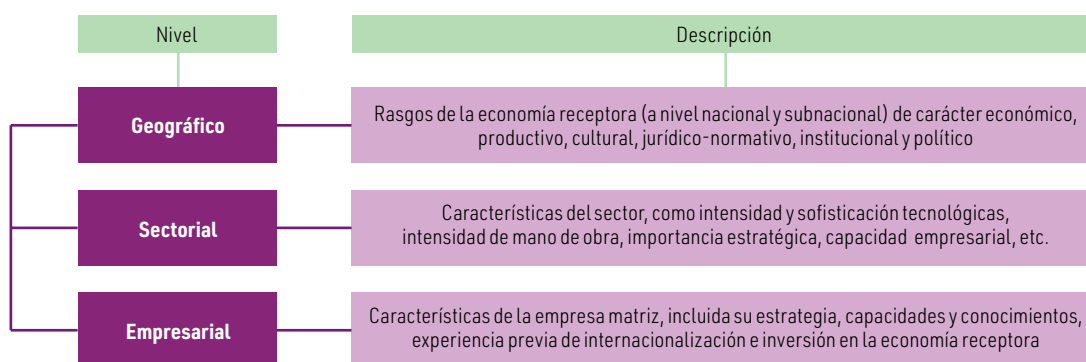 Nivel
Descripción
Geográfico
Rasgos de la economía receptora (a nivel nacional y subnacional) de carácter económico,
productivo, cultural, jurídico-normativo, institucional y político
Sectorial
Características del sector, como intensidad y sofisticación tecnológicas,
intensidad de mano de obra, importancia estratégica, capacidad empresarial, etc.
Empresarial
Características de la empresa matriz, incluida su estrategia, capacidades y conocimientos,
experiencia previa de internacionalización e inversión en la economía receptora